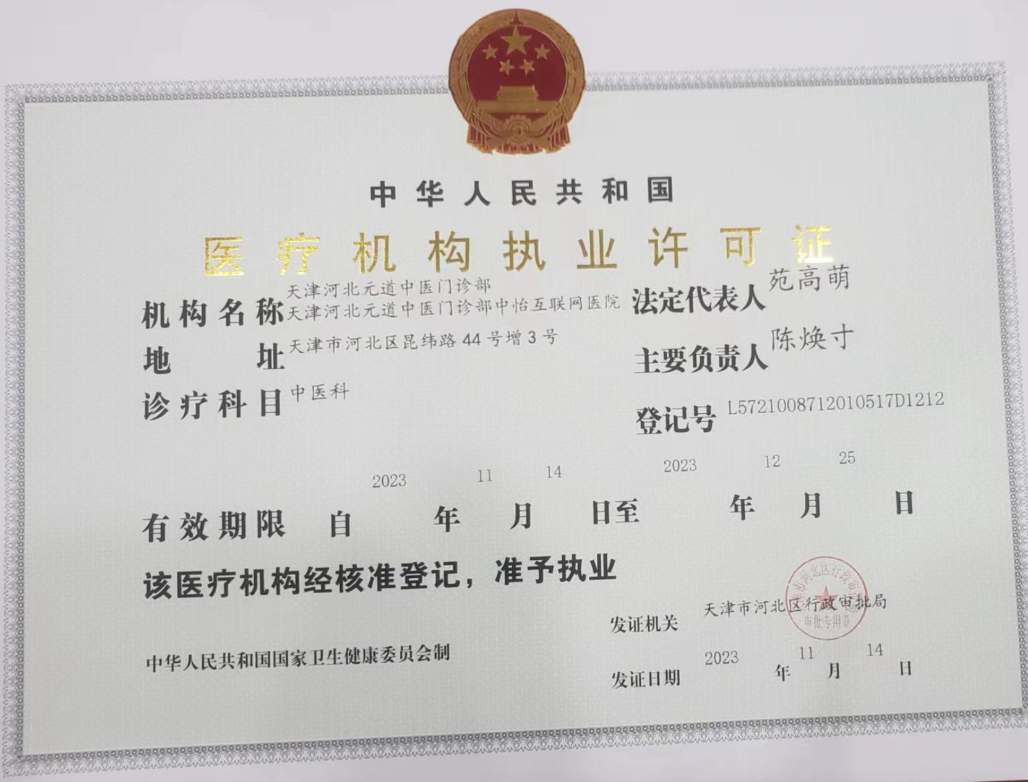 中华人民共和国
医疗机构执业许可证
机构名称 天津河北元道中医门诊部
天津河北元道中医门诊部中怡互联网医院
法定代表人 苑高萌
地址 天津市河北区昆纬路 44 号增 3 号
主要负责人 陈焕寸
诊疗科目 中医科
登记号 L5721008712010517D1212
有效期限 自 2023 年 11 月 14 日至 2023 年 12 月 25 日
该医疗机构经核准登记，准予执业
发证机关 天津市河北区行政审批局
审批专用章
中华人民共和国国家卫生健康委员会制
发证日期 2023 年 11 月 14 日